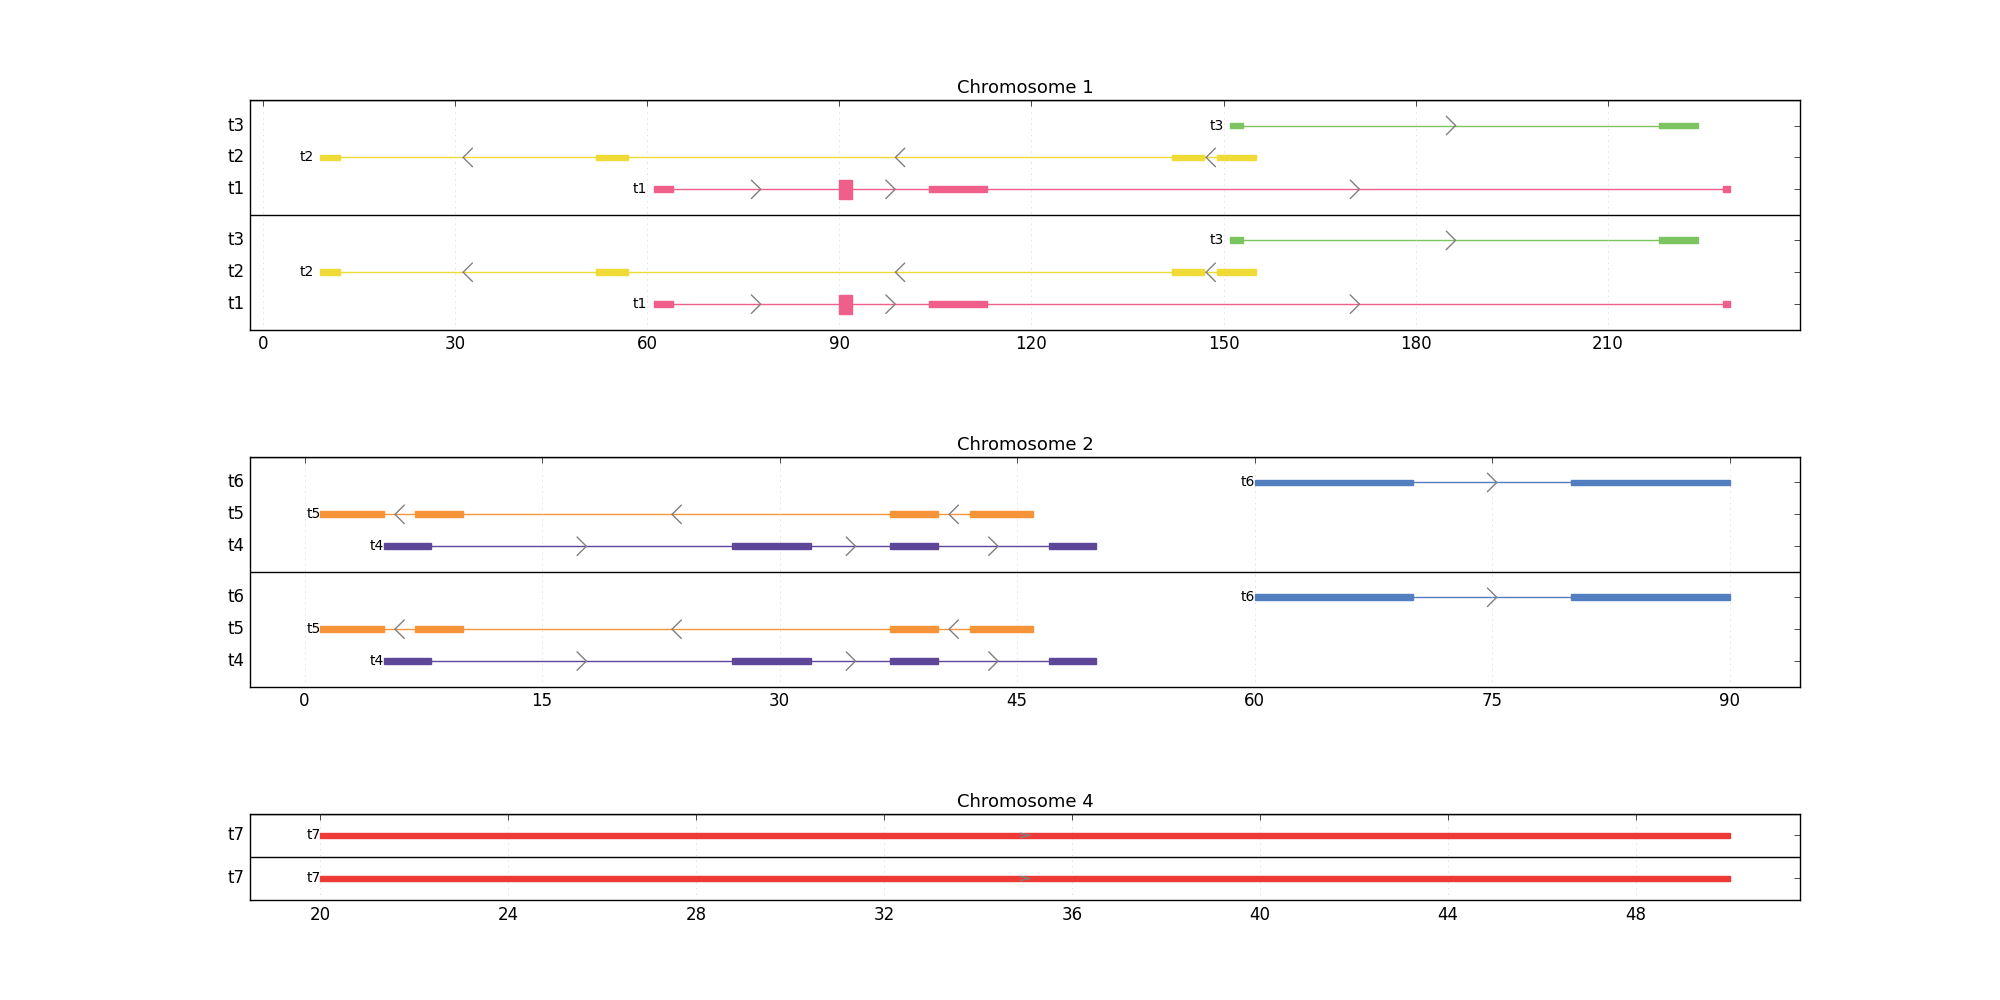 Chromosome 1
t3 t3
t2 t2
t1 t1
t3 t3
t2 t2
t1 t1
0 30 60 90 120 150 180 210
Chromosome 2
t6 t6
t5 t5
t4 t4
t6 t6
t5 t5
t4 t4
0 15 30 45 60 75 90
Chromosome 4
t7 t7
t7 t7
20 24 28 32 36 40 44 48